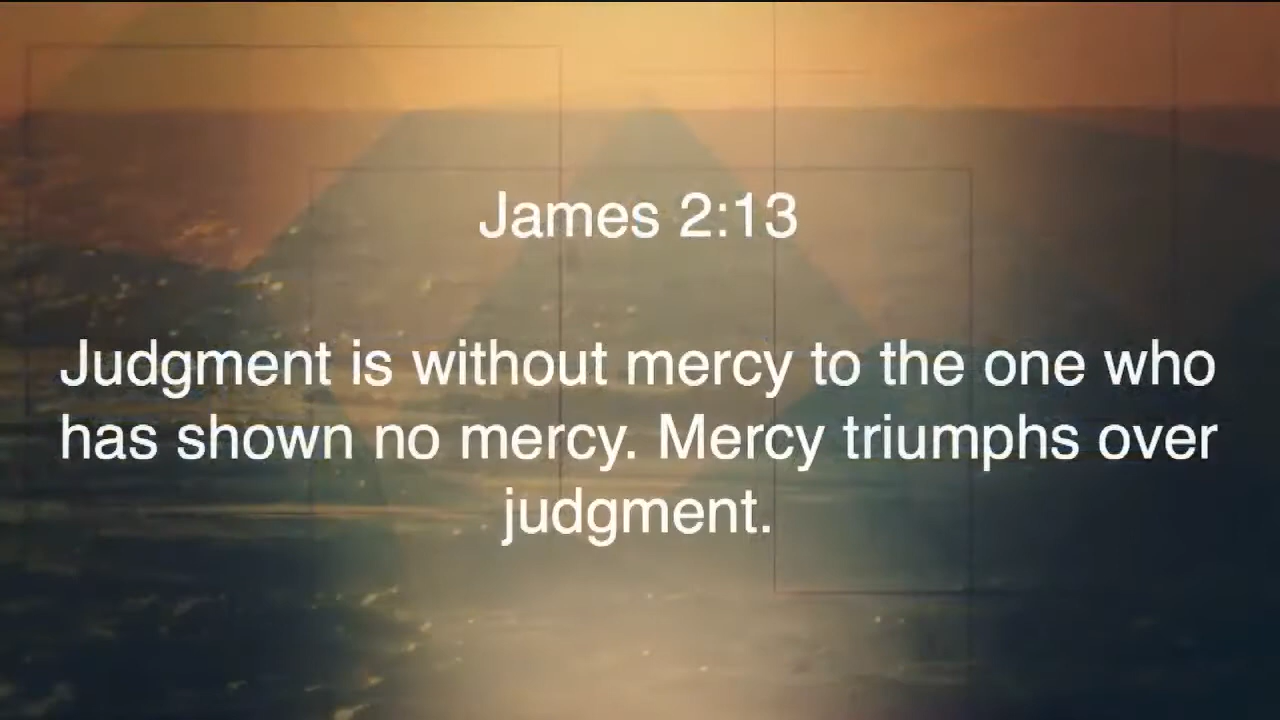 James 2:13
Judgment is without mercy to the one who
has shown no mercy. Mercy triumphs over
judgment.